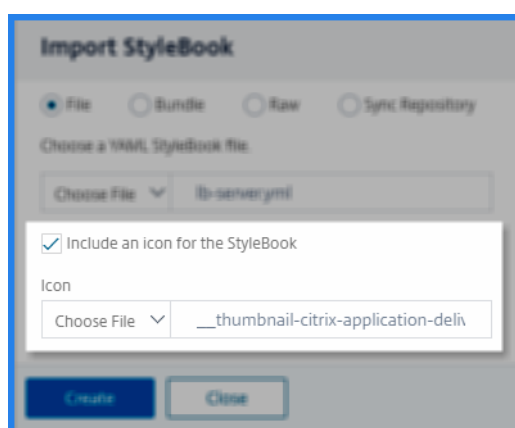 Import StyleBook
File Bundle Raw Sync Repository
Choose a YAML StyleBook file.
Choose File lb-server.yml
Include an icon for the StyleBook
Icon
Choose File __thumbnail-citrix-application-deliv
Create Close